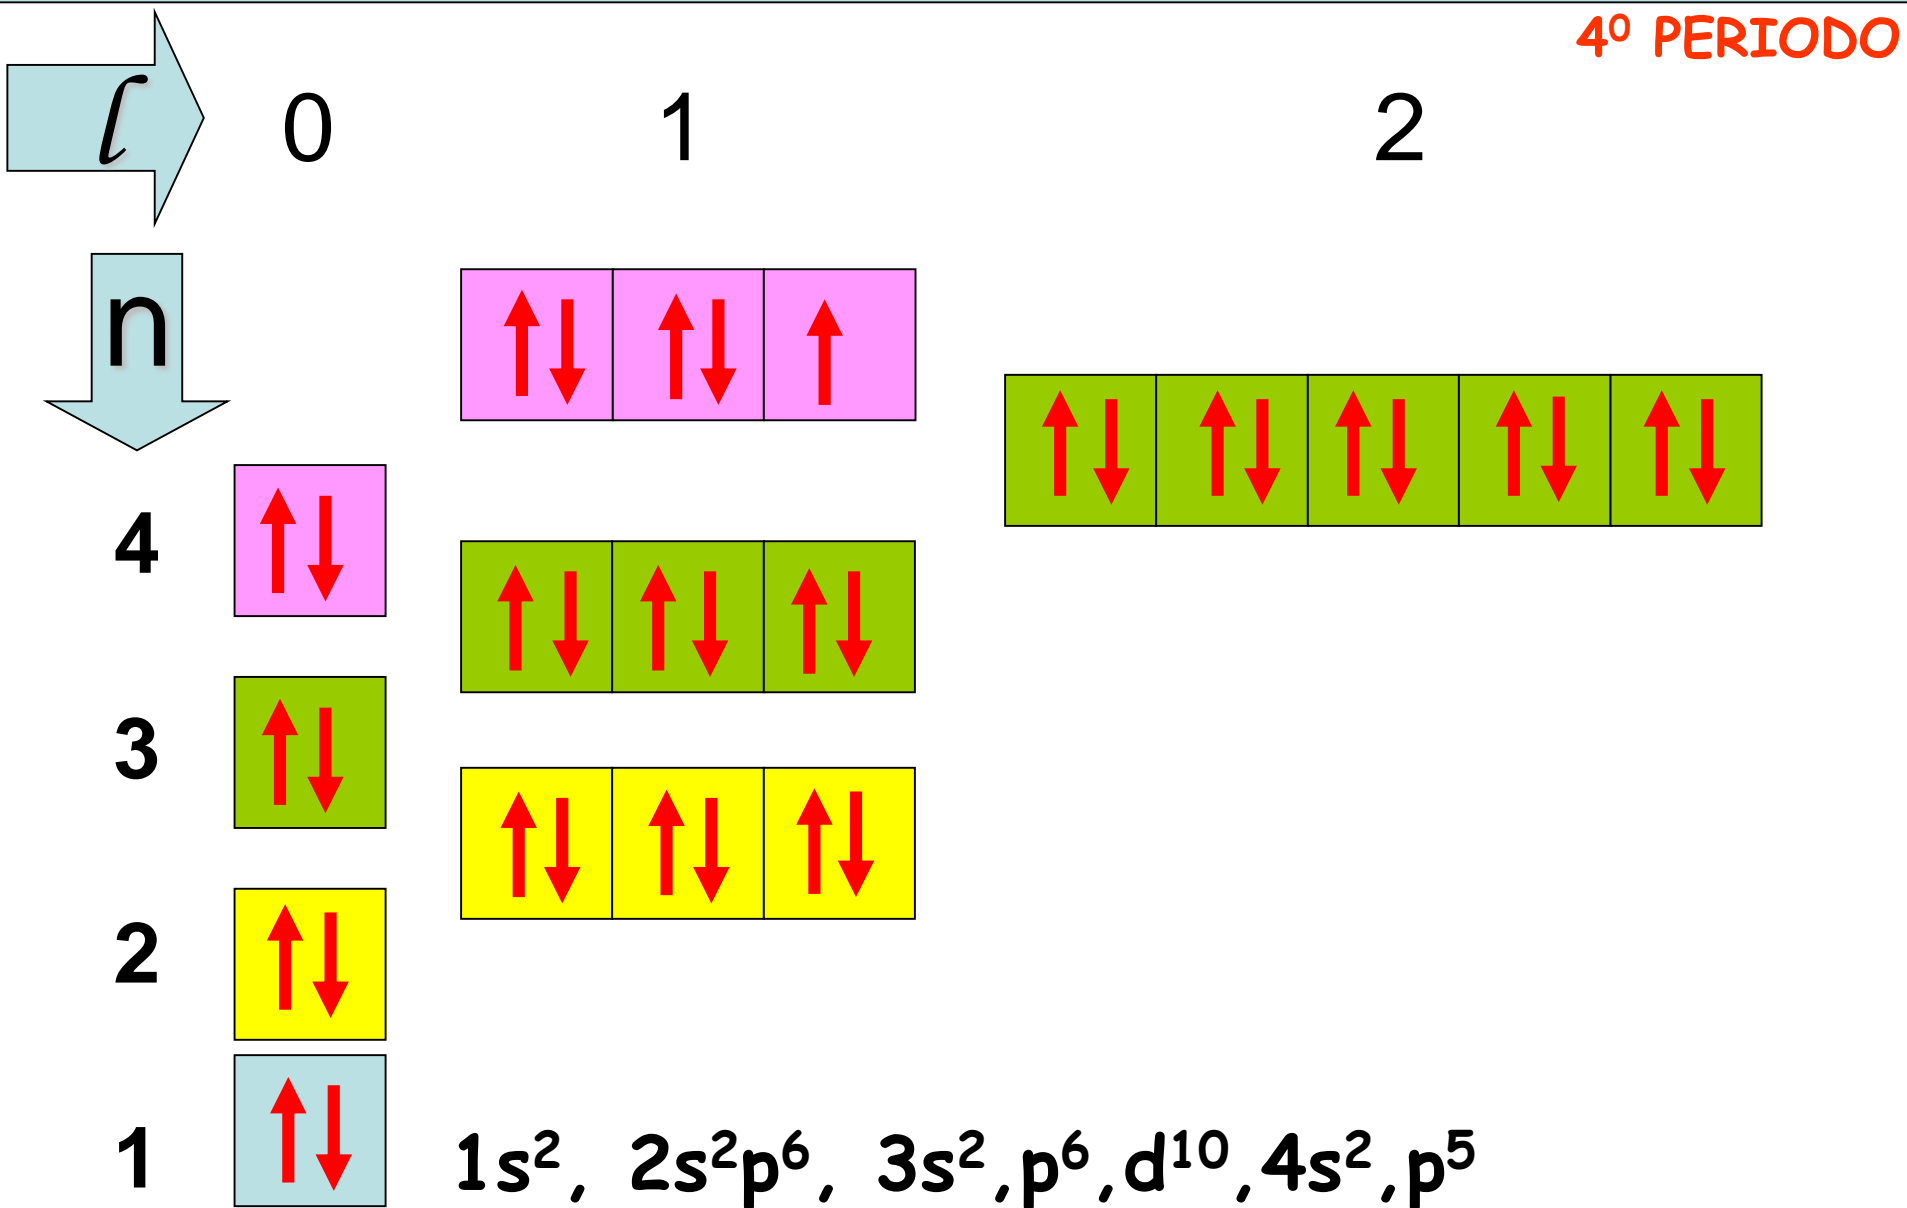 4⁰ PERIODO
l 0 1 2
n
4
3
2
1 1s², 2s²p⁶, 3s²,p⁶,d¹⁰,4s²,p⁵